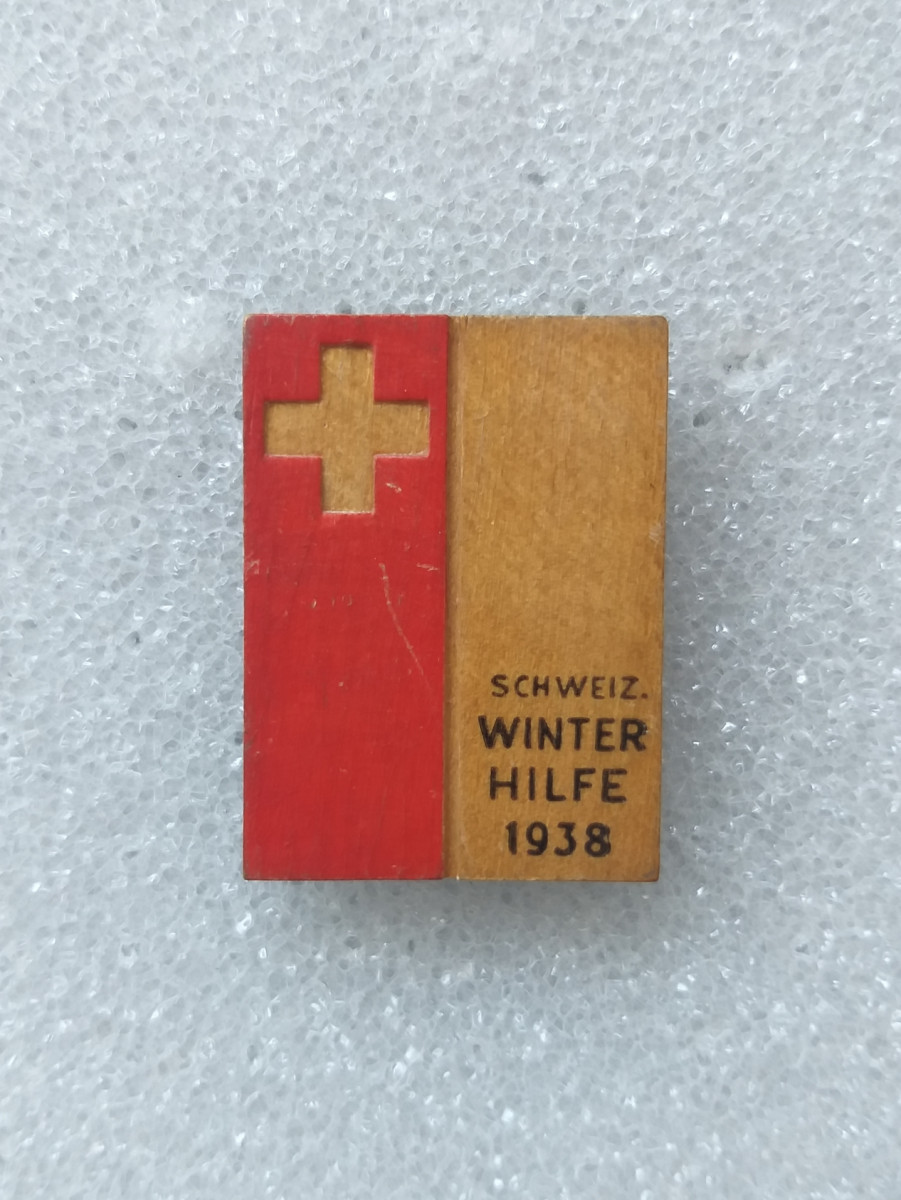 SCHWEIZ.
WINTER
HILFE
1938